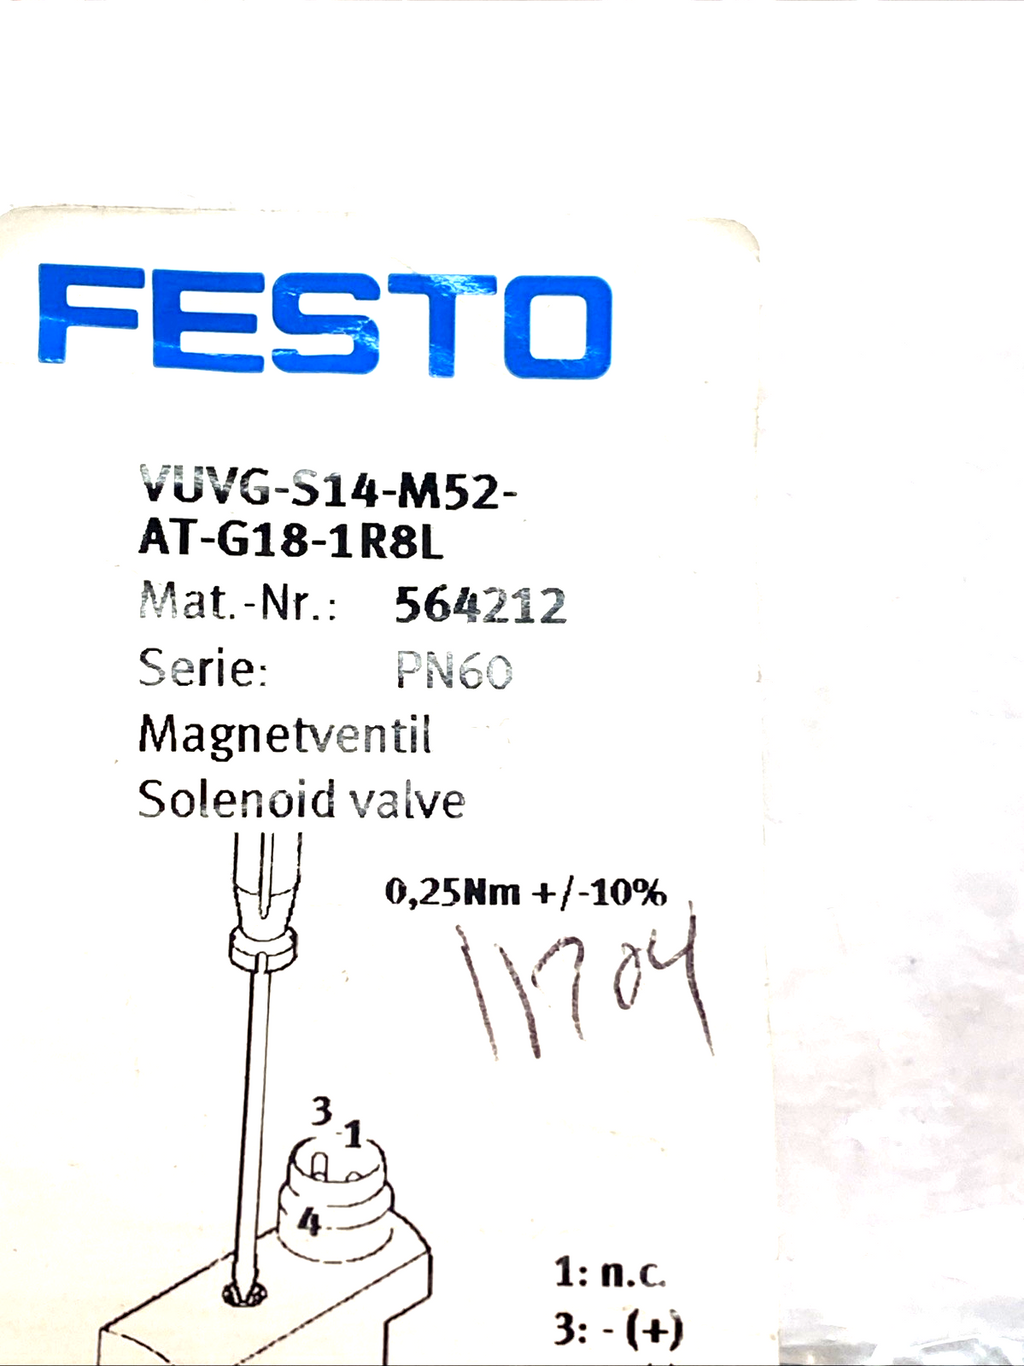 FESTO
VUVG-S14-M52-
AT-G18-1R8L
Mat.-Nr.: 564212
Serie: PN60
Magnetventil
Solenoid valve
0,25Nm +/-10%
11704
3
1
4
1: n.c.
3: - (+)